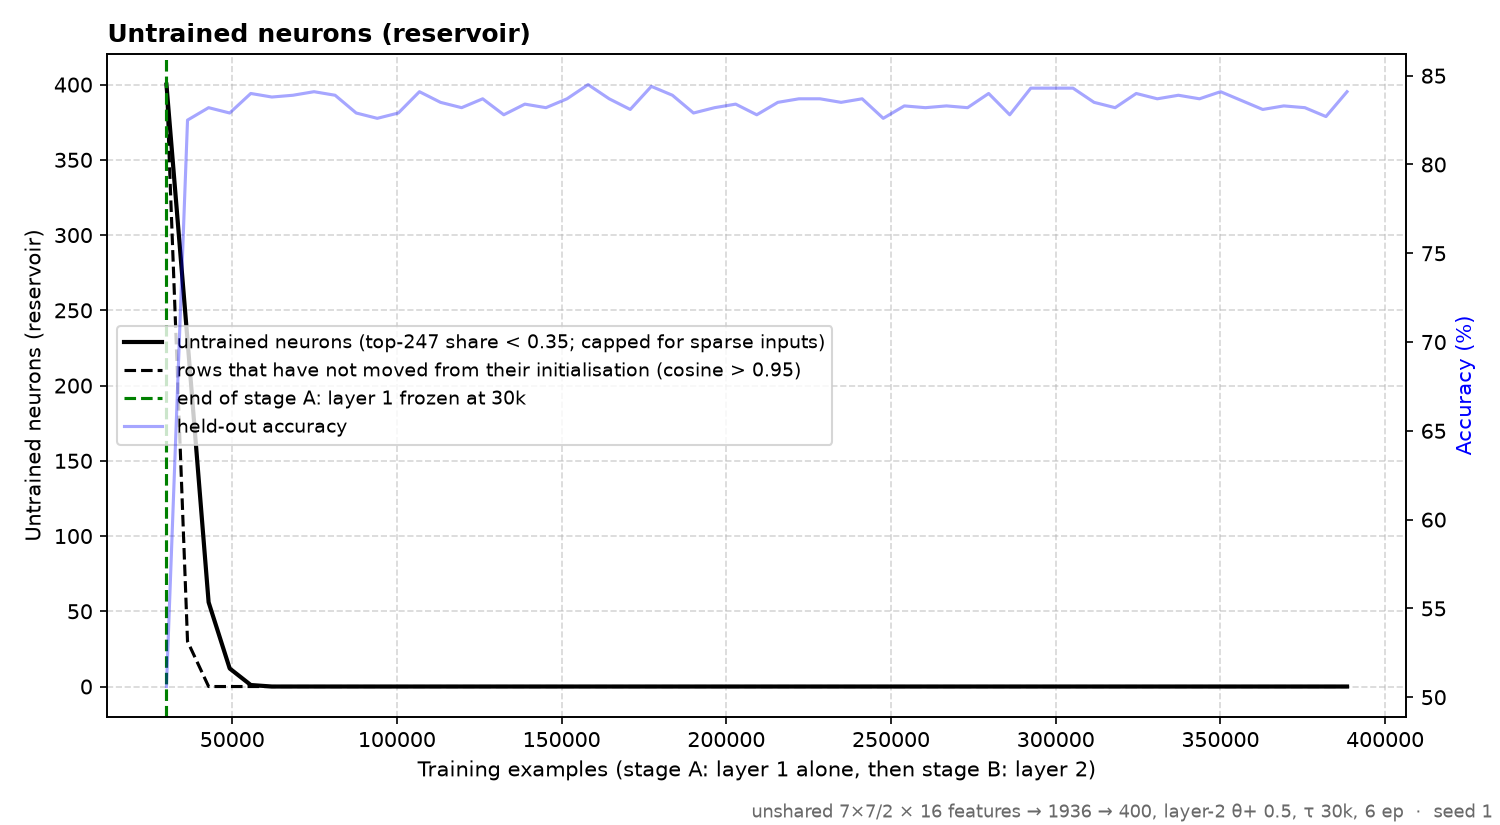 Untrained neurons (reservoir)
400
350
300
250
200
150
100
50
0
Untrained neurons (reservoir)
85
80
75
70
65
60
55
50
Accuracy (%)
untrained neurons (top-247 share < 0.35; capped for sparse inputs)
rows that have not moved from their initialisation (cosine > 0.95)
end of stage A: layer 1 frozen at 30k
held-out accuracy
50000 100000 150000 200000 250000 300000 350000 400000
Training examples (stage A: layer 1 alone, then stage B: layer 2)
unshared 7×7/2 × 16 features → 1936 → 400, layer-2 θ+ 0.5, τ 30k, 6 ep · seed 1